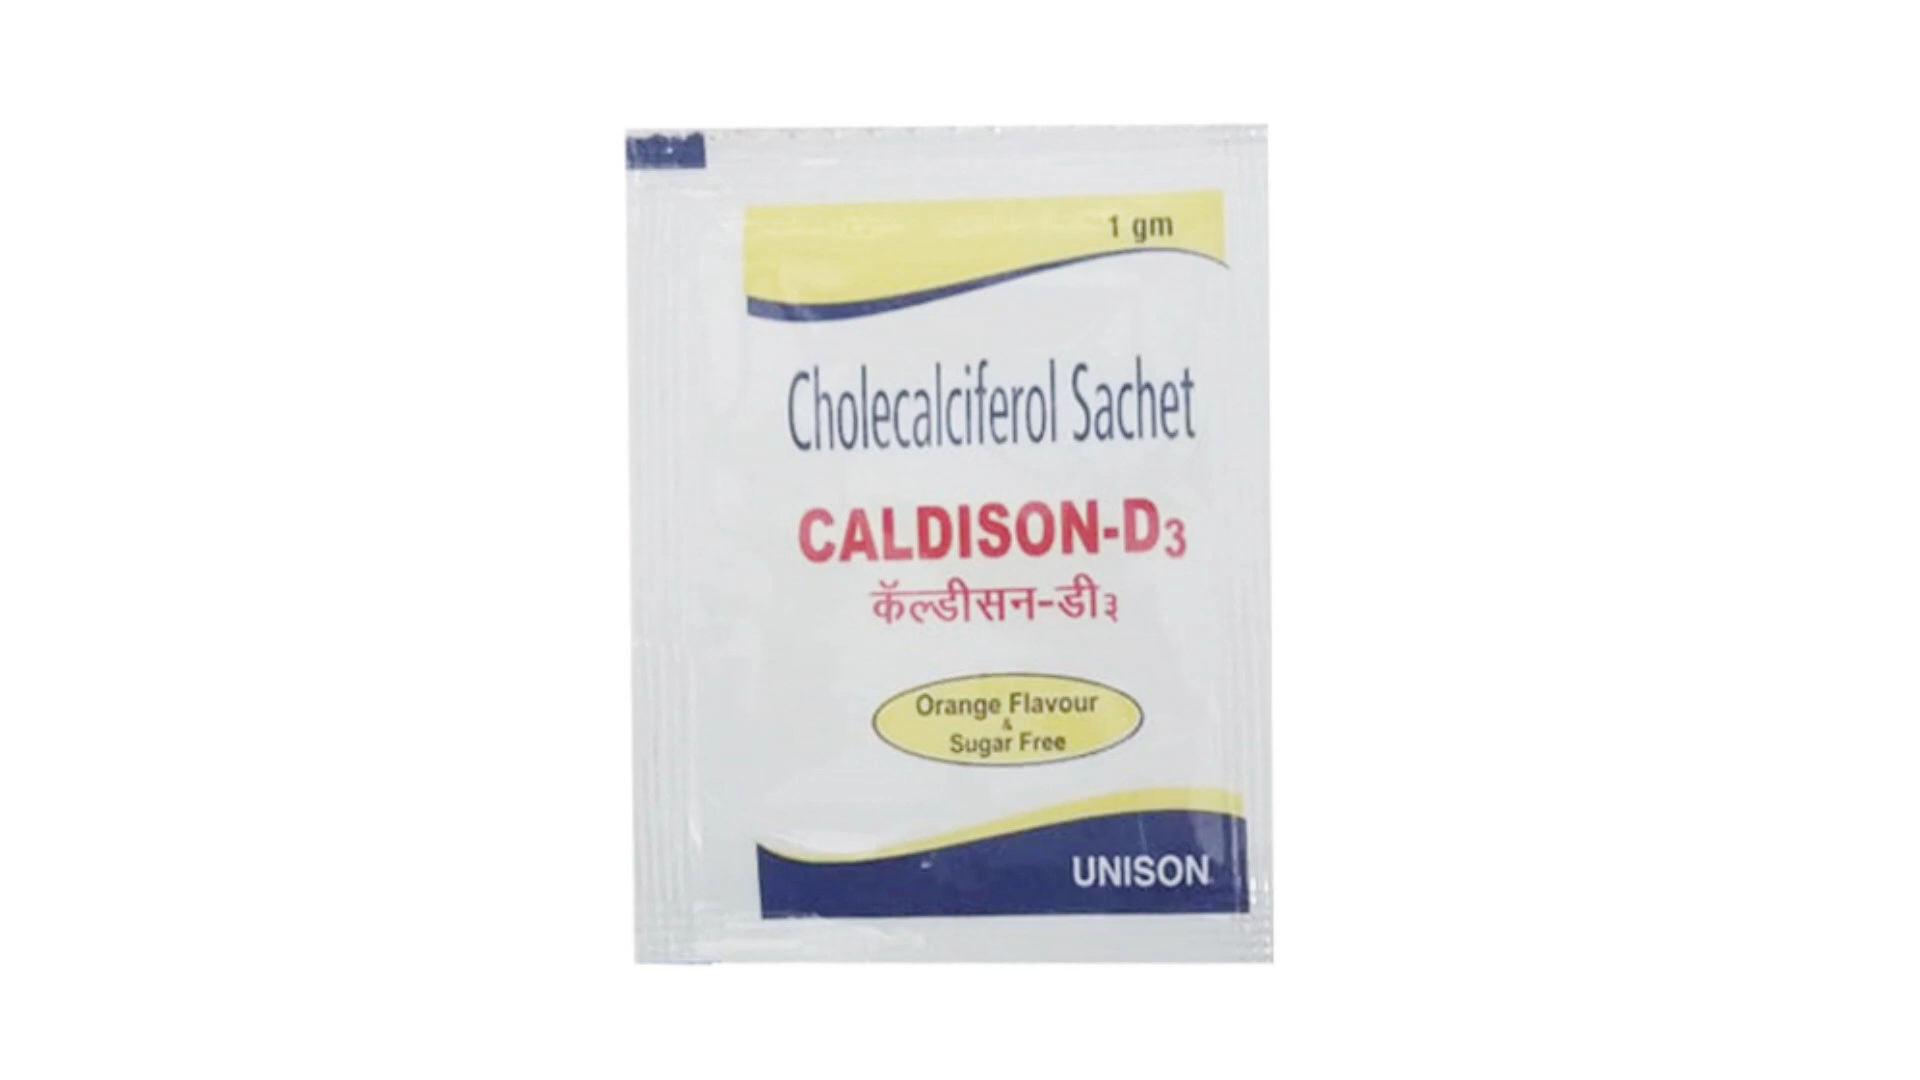 1 gm
Cholecalciferol Sachet
CALDISON-D3
कॅल्डीसन-डी३
Orange Flavour
&
Sugar Free
UNISON